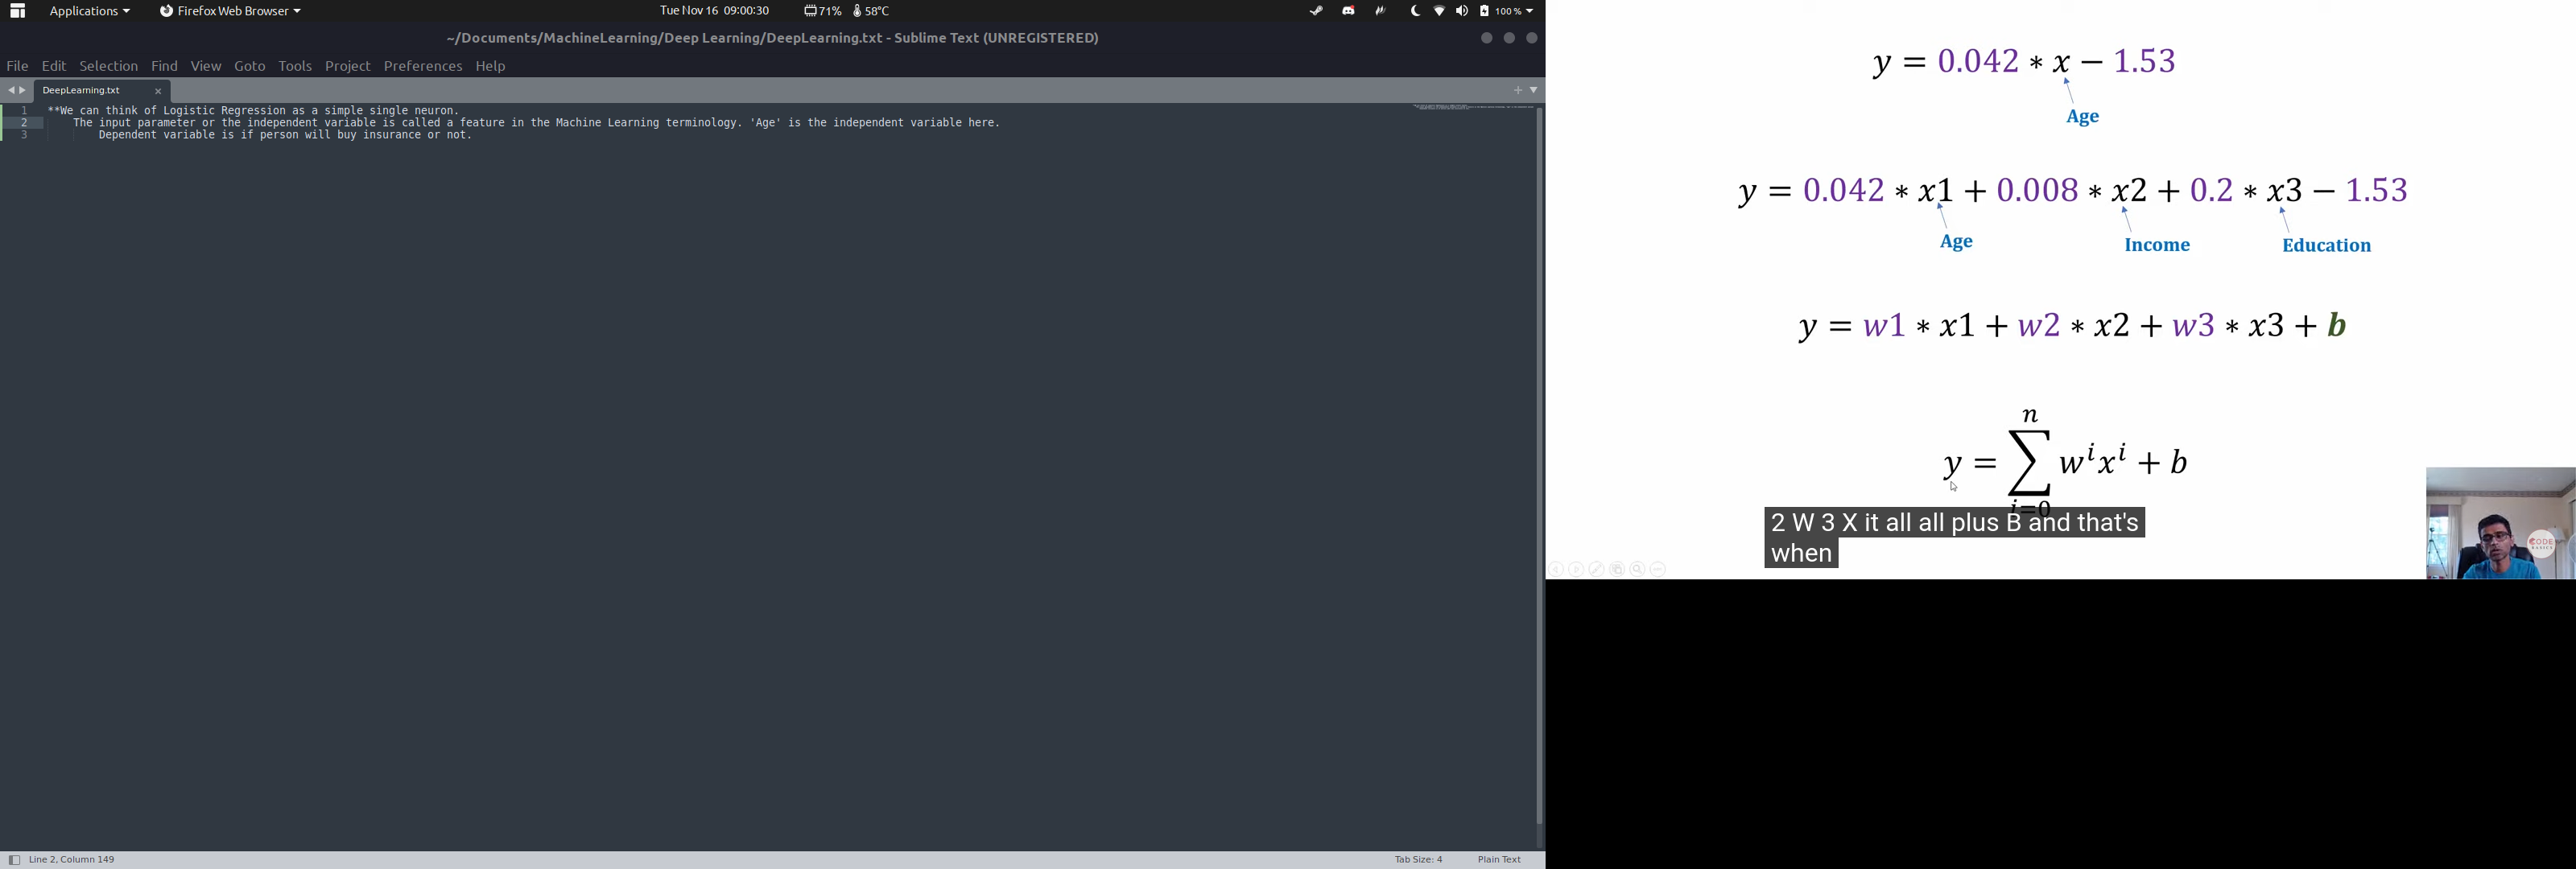 Applications
Firefox Web Browser
Tue Nov 16 09:00:30
71%
58°C
100 %
~/Documents/MachineLearning/Deep Learning/DeepLearning.txt - Sublime Text (UNREGISTERED)
File Edit Selection Find View Goto Tools Project Preferences Help
DeepLearning.txt
1 **We can think of Logistic Regression as a simple single neuron.
2 The input parameter or the independent variable is called a feature in the Machine Learning terminology. 'Age' is the independent variable here.
3 Dependent variable is if person will buy insurance or not.
Line 2, Column 149
Tab Size: 4
Plain Text
y = 0.042 * x − 1.53
Age
y = 0.042 * x1 + 0.008 * x2 + 0.2 * x3 − 1.53
Age Income Education
y = w1 * x1 + w2 * x2 + w3 * x3 + b
n
y = ∑ wⁱxⁱ + b
i=0
2 W 3 X it all all plus B and that's
when
CODE
BASICS